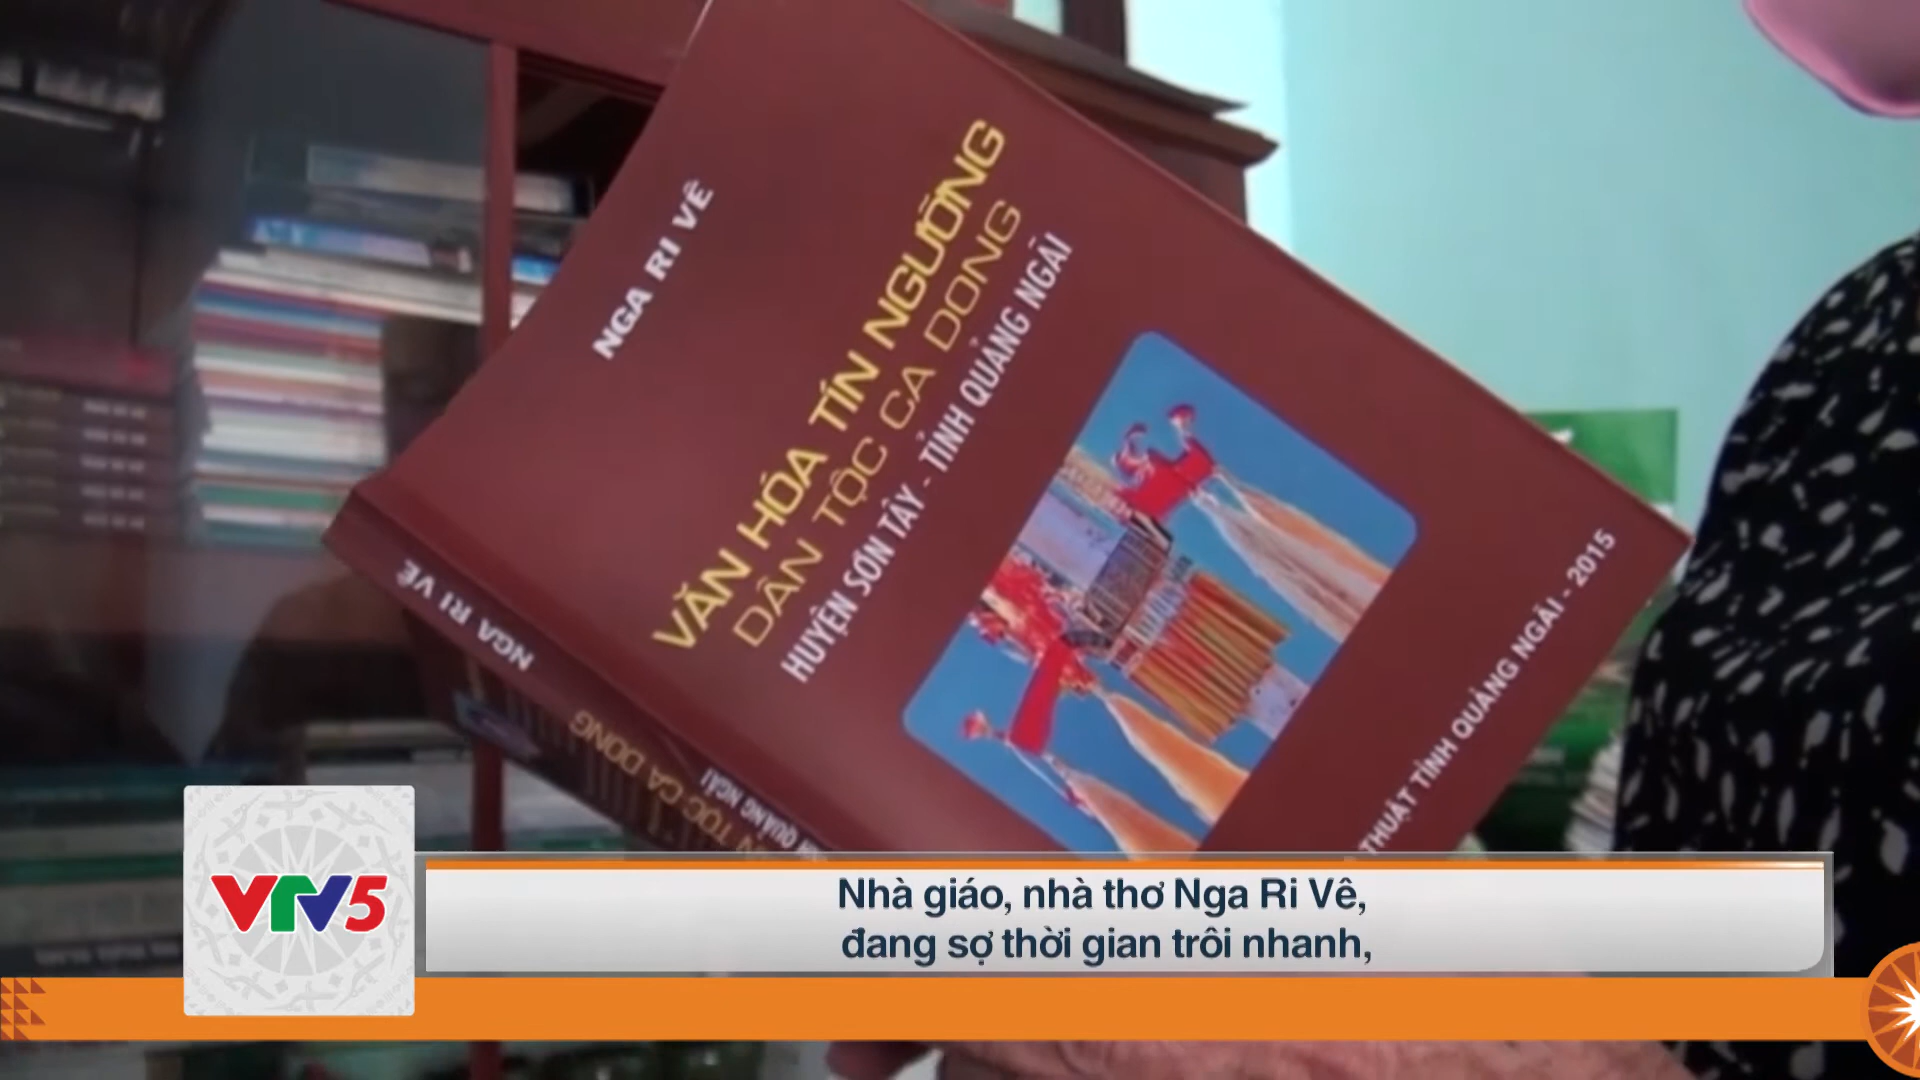 NGA RI VÊ
VĂN HÓA TÍN NGƯỠNG
DÂN TỘC CA DONG
HUYỆN SƠN TÂY - TỈNH QUẢNG NGÃI
THUẬT TỈNH QUẢNG NGÃI - 2015
NGA RI VÊ
TỘC CA DONG
QUẢNG NGÃI
VTV5
Nhà giáo, nhà thơ Nga Ri Vê,
đang sợ thời gian trôi nhanh,